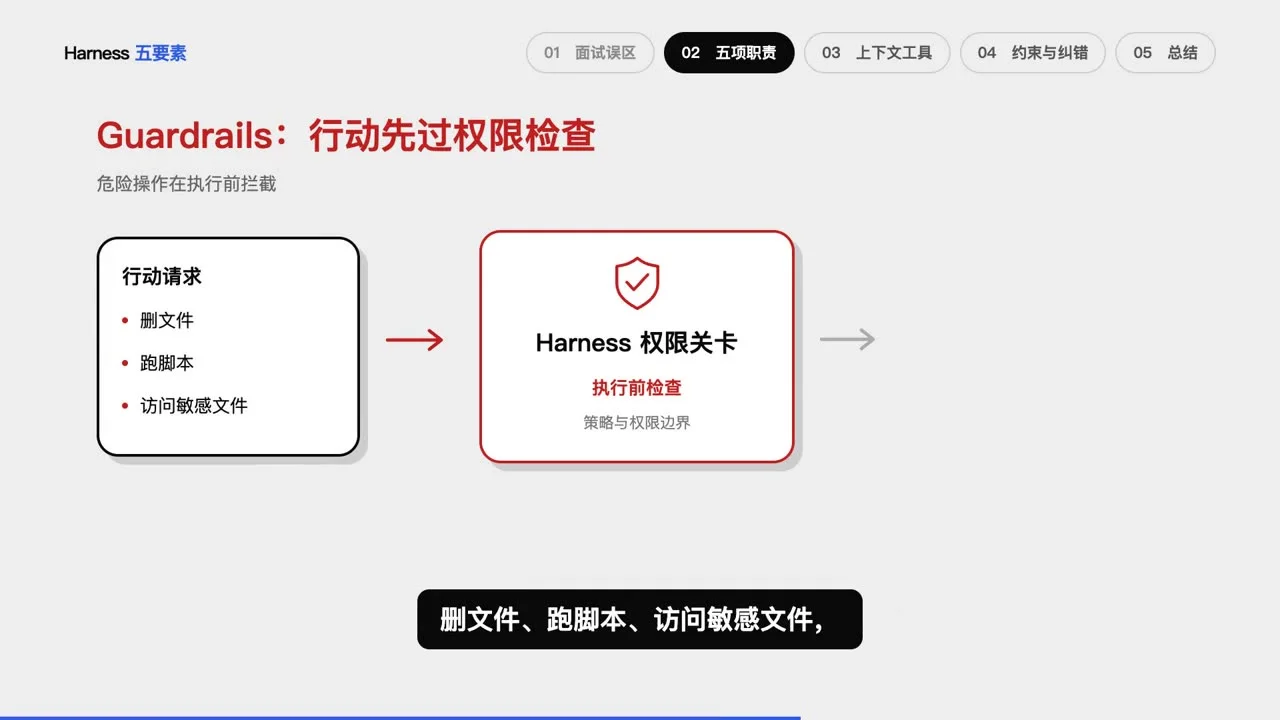 Harness 五要素
01 面试误区
02 五项职责
03 上下文工具
04 约束与纠错
05 总结
Guardrails：行动先过权限检查
危险操作在执行前拦截
行动请求
删文件
跑脚本
访问敏感文件
Harness 权限关卡
执行前检查
策略与权限边界
删文件、跑脚本、访问敏感文件，